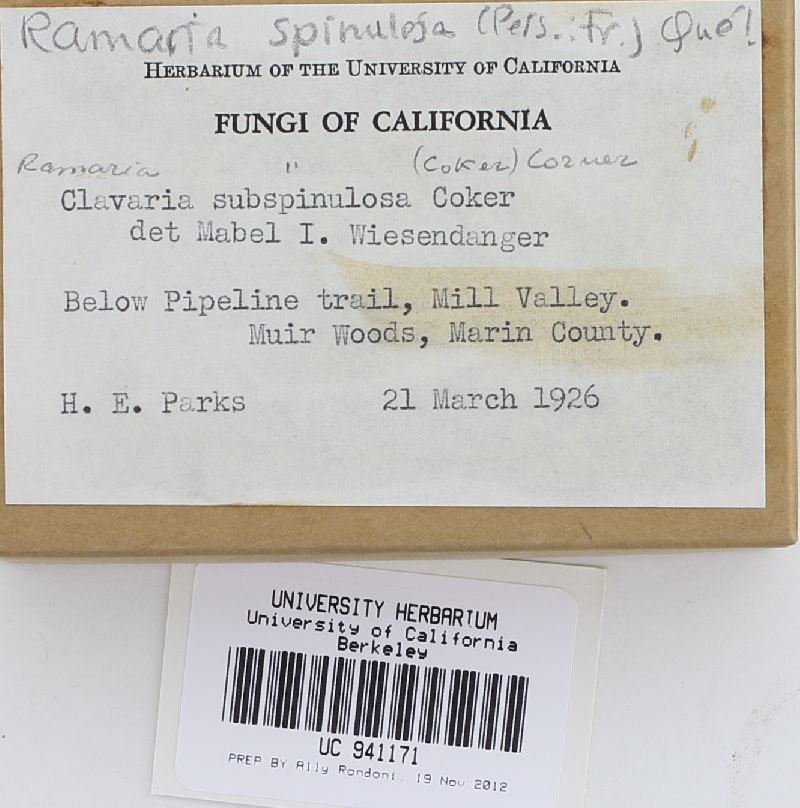 Ramaria spinulosa (Pers.:Fr.) Qué!
HERBARIUM OF THE UNIVERSITY OF CALIFORNIA
FUNGI OF CALIFORNIA
Ramaria " (Coker) Corner
Clavaria subspinulosa Coker
det Mabel I. Wiesendanger
Below Pipeline trail, Mill Valley.
Muir Woods, Marin County.
H. E. Parks 21 March 1926
UNIVERSITY HERBARIUM
University of California
Berkeley
UC 941171
PREP BY Ally Rondoni, 19 Nov 2012